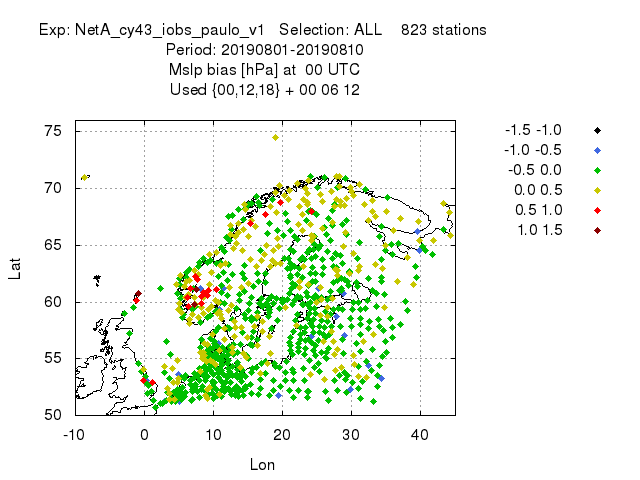 Exp: NetA_cy43_iobs_paulo_v1 Selection: ALL 823 stations
Period: 20190801-20190810
Mslp bias [hPa] at 00 UTC
Used {00,12,18} + 00 06 12
75
70
65
60
55
50
Lat
-10 0 10 20 30 40
Lon
-1.5 -1.0
-1.0 -0.5
-0.5 0.0
0.0 0.5
0.5 1.0
1.0 1.5